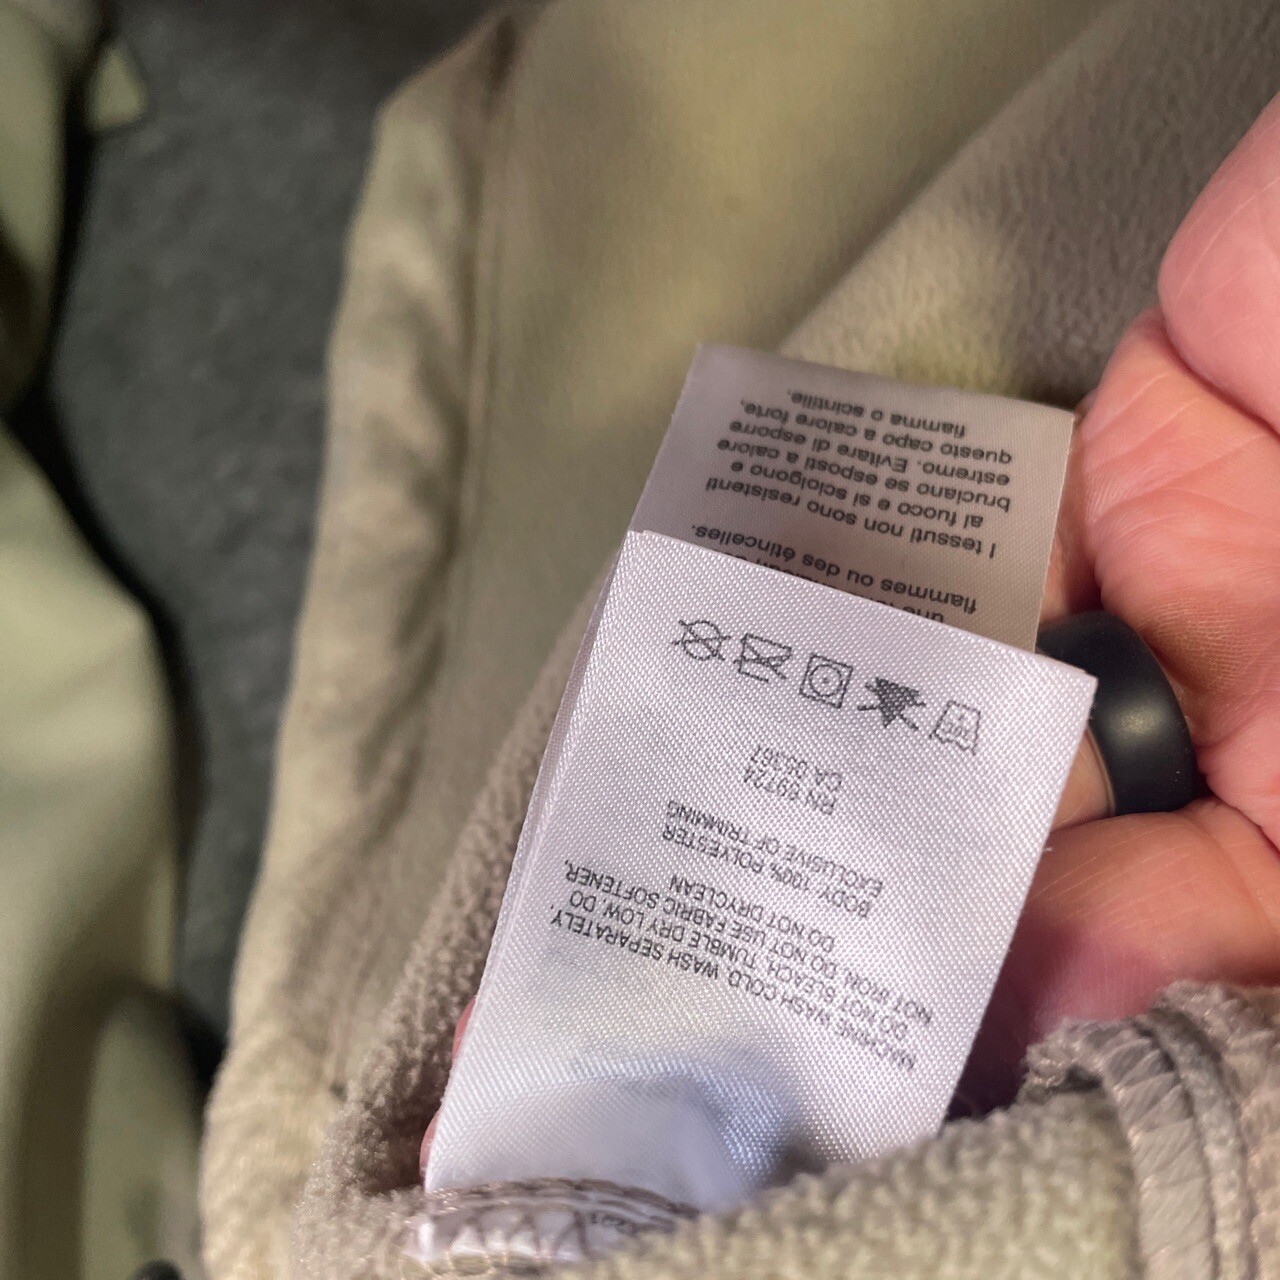 MACHINE WASH COLD. WASH SEPARATELY.
DO NOT BLEACH. TUMBLE DRY LOW. DO
NOT IRON. DO NOT USE FABRIC SOFTENER,
DO NOT DRYCLEAN
BODY 100% POLYESTER
EXCLUSIVE OF TRIMMING
RN 69724
CA 05367
une
flammes ou des étincelles.
I tessuti non sono resistenti
al fuoco e si sciolgono e
bruciano se esposti a calore
estremo. Evitare di esporre
questo capo a calore forte,
fiamma o scintille.